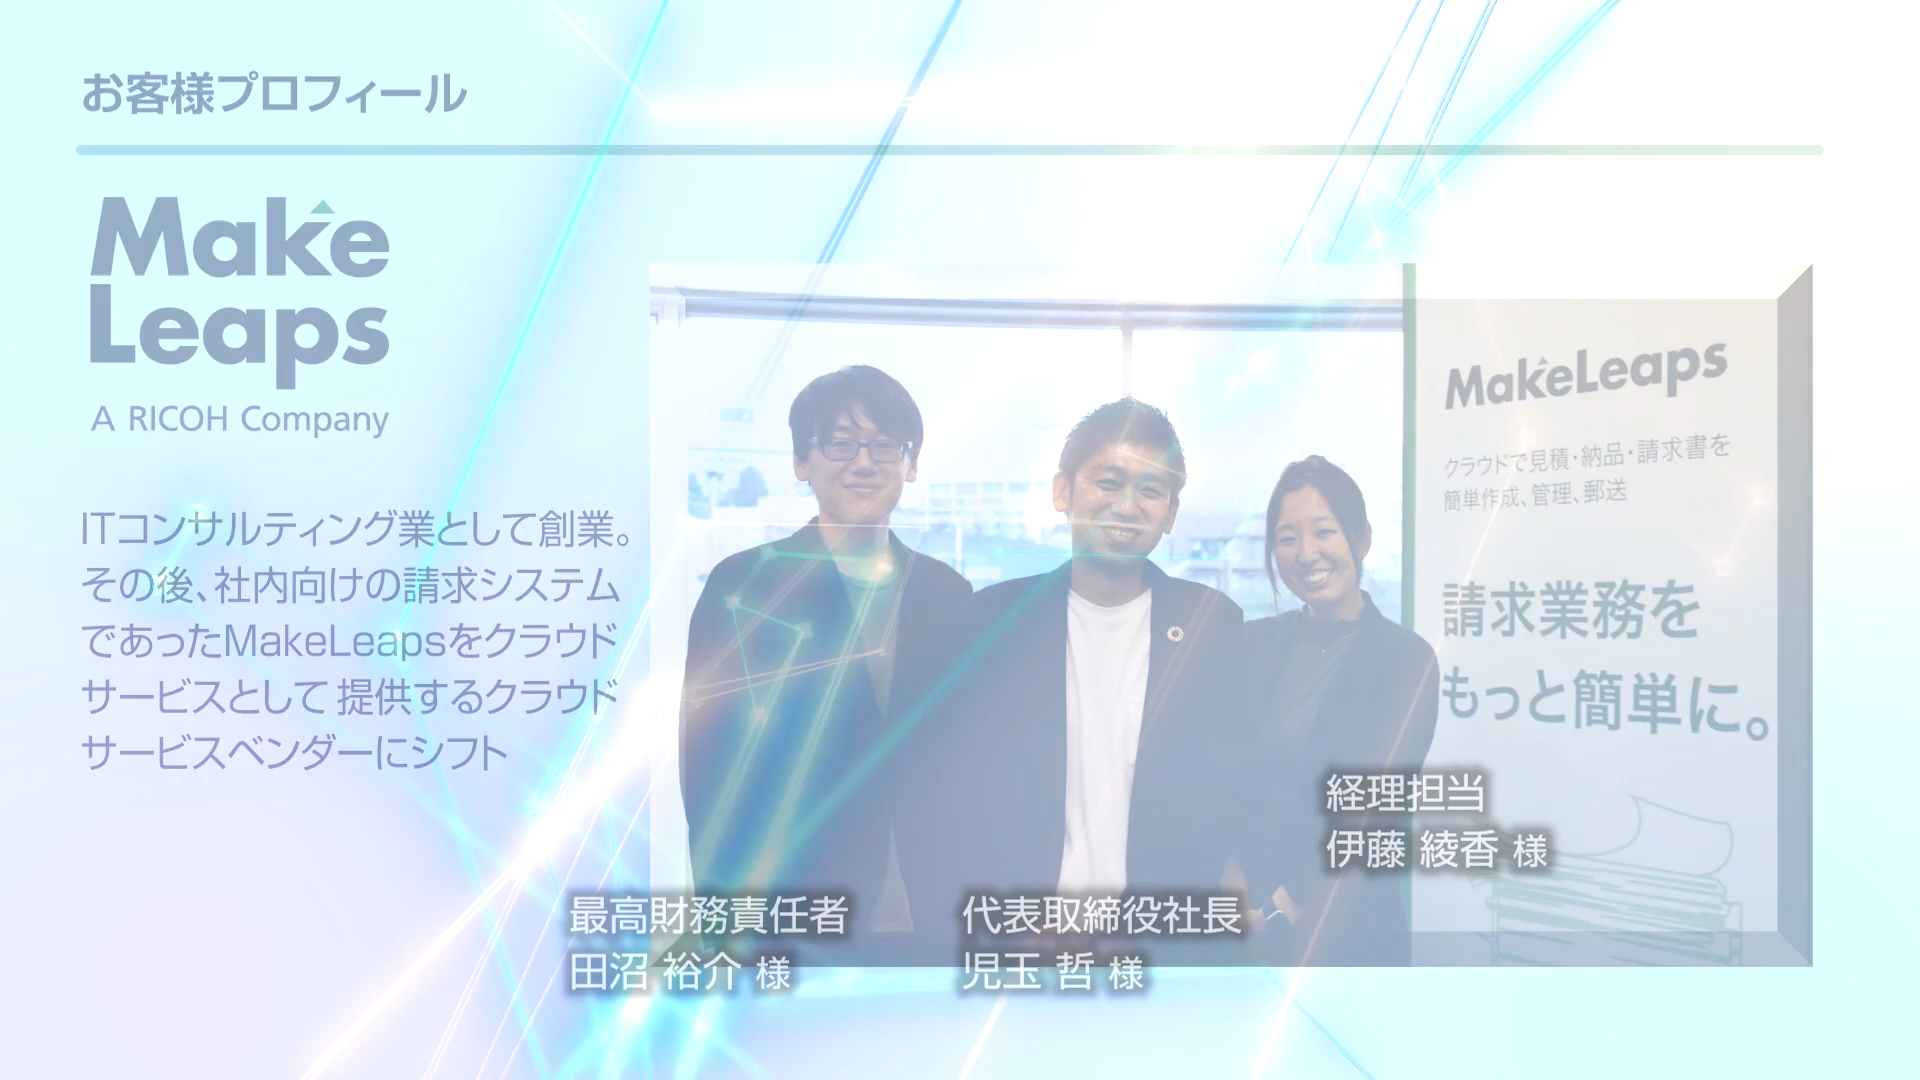 お客様プロフィール
Make
Leaps
A RICOH Company
ITコンサルティング業として創業。
その後、社内向けの請求システム
であったMakeLeapsをクラウド
サービスとして 提供するクラウド
サービスベンダーにシフト
MakeLeaps
クラウドで見積・納品・請求書を
簡単作成、管理、郵送
請求業務を
もっと簡単に。
経理担当
伊藤 綾香 様
最高財務責任者
田沼 裕介 様
代表取締役社長
児玉 哲 様